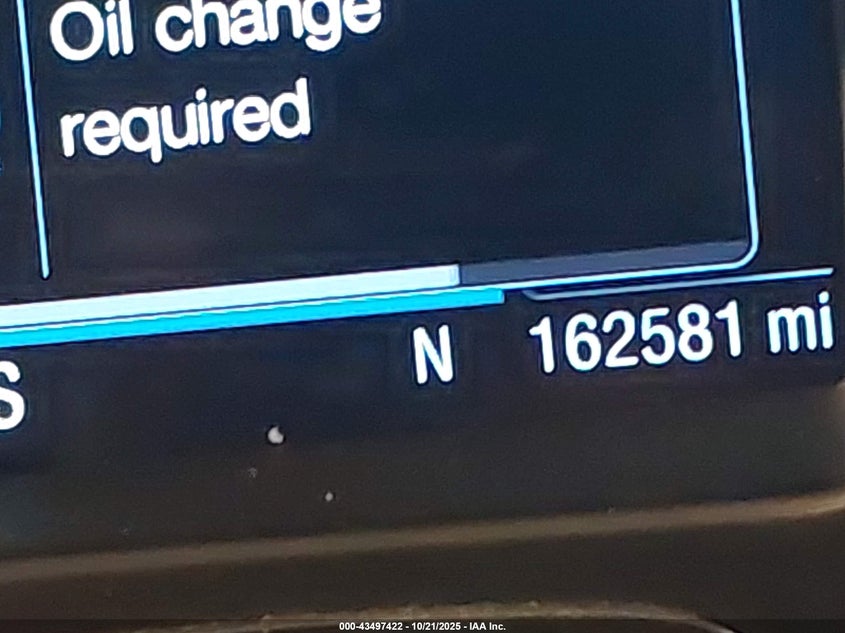 Oil change
required
N 162581 mi
S
000-43497422 - 10/21/2025 - IAA Inc.